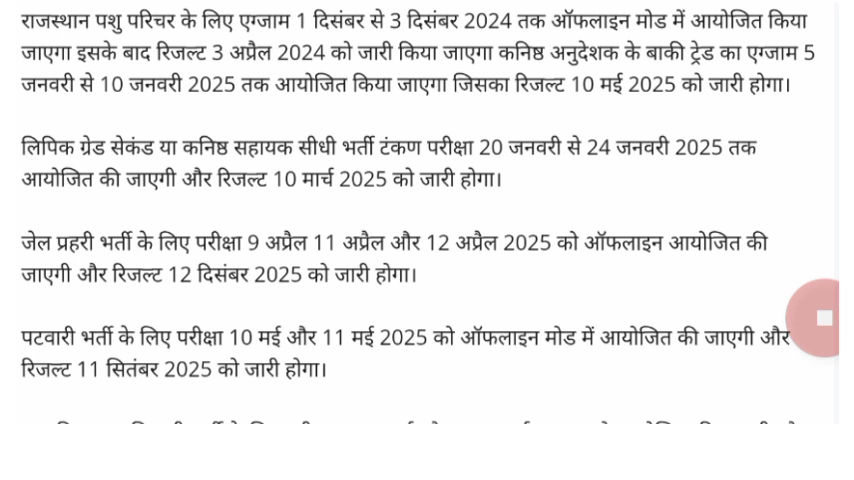 राजस्थान पशु परिचर के लिए एग्जाम 1 दिसंबर से 3 दिसंबर 2024 तक ऑफलाइन मोड में आयोजित किया
जाएगा इसके बाद रिजल्ट 3 अप्रैल 2024 को जारी किया जाएगा कनिष्ठ अनुदेशक के बाकी ट्रेड का एग्जाम 5
जनवरी से 10 जनवरी 2025 तक आयोजित किया जाएगा जिसका रिजल्ट 10 मई 2025 को जारी होगा।
लिपिक ग्रेड सेकंड या कनिष्ठ सहायक सीधी भर्ती टंकण परीक्षा 20 जनवरी से 24 जनवरी 2025 तक
आयोजित की जाएगी और रिजल्ट 10 मार्च 2025 को जारी होगा।
जेल प्रहरी भर्ती के लिए परीक्षा 9 अप्रैल 11 अप्रैल और 12 अप्रैल 2025 को ऑफलाइन आयोजित की
जाएगी और रिजल्ट 12 दिसंबर 2025 को जारी होगा।
पटवारी भर्ती के लिए परीक्षा 10 मई और 11 मई 2025 को ऑफलाइन मोड में आयोजित की जाएगी और
रिजल्ट 11 सितंबर 2025 को जारी होगा।